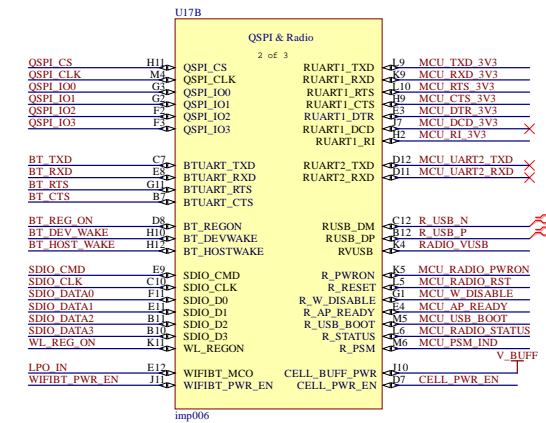 U17B
QSPI & Radio
2 of 3
QSPI_CS H11 QSPI_CS RUART1_TXD L9 MCU_TXD_3V3
QSPI_CLK M4 QSPI_CLK RUART1_RXD K9 MCU_RXD_3V3
QSPI_IO0 G3 QSPI_IO0 RUART1_RTS L10 MCU_RTS_3V3
QSPI_IO1 G2 QSPI_IO1 RUART1_CTS H9 MCU_CTS_3V3
QSPI_IO2 F2 QSPI_IO2 RUART1_DTR E3 MCU_DTR_3V3
QSPI_IO3 F3 QSPI_IO3 RUART1_DCD J7 MCU_DCD_3V3
RUART1_RI H2 MCU_RI_3V3
BT_TXD C7 BTUART_TXD RUART2_TXD D12 MCU_UART2_TXD
BT_RXD E8 BTUART_RXD RUART2_RXD D11 MCU_UART2_RXD
BT_RTS G11 BTUART_RTS
BT_CTS B7 BTUART_CTS
BT_REG_ON D8 BT_REGON RUSB_DM C12 R_USB_N
BT_DEV_WAKE H10 BT_DEVWAKE RUSB_DP B12 R_USB_P
BT_HOST_WAKE H12 BT_HOSTWAKE RVUSB K4 RADIO_VUSB
SDIO_CMD E9 SDIO_CMD R_PWRON K5 MCU_RADIO_PWRON
SDIO_CLK C10 SDIO_CLK R_RESET L5 MCU_RADIO_RST
SDIO_DATA0 F11 SDIO_D0 R_W_DISABLE G1 MCU_W_DISABLE
SDIO_DATA1 E11 SDIO_D1 R_AP_READY E4 MCU_AP_READY
SDIO_DATA2 B11 SDIO_D2 R_USB_BOOT M5 MCU_USB_BOOT
SDIO_DATA3 B10 SDIO_D3 R_STATUS L6 MCU_RADIO_STATUS
WL_REG_ON K11 WL_REGON R_PSM M6 MCU_PSM_IND
V_BUFF
LPO_IN E12 WIFIBT_MCO CELL_BUFF_PWR J10
WIFIBT_PWR_EN J11 WIFIBT_PWR_EN CELL_PWR_EN D7 CELL_PWR_EN
imp006